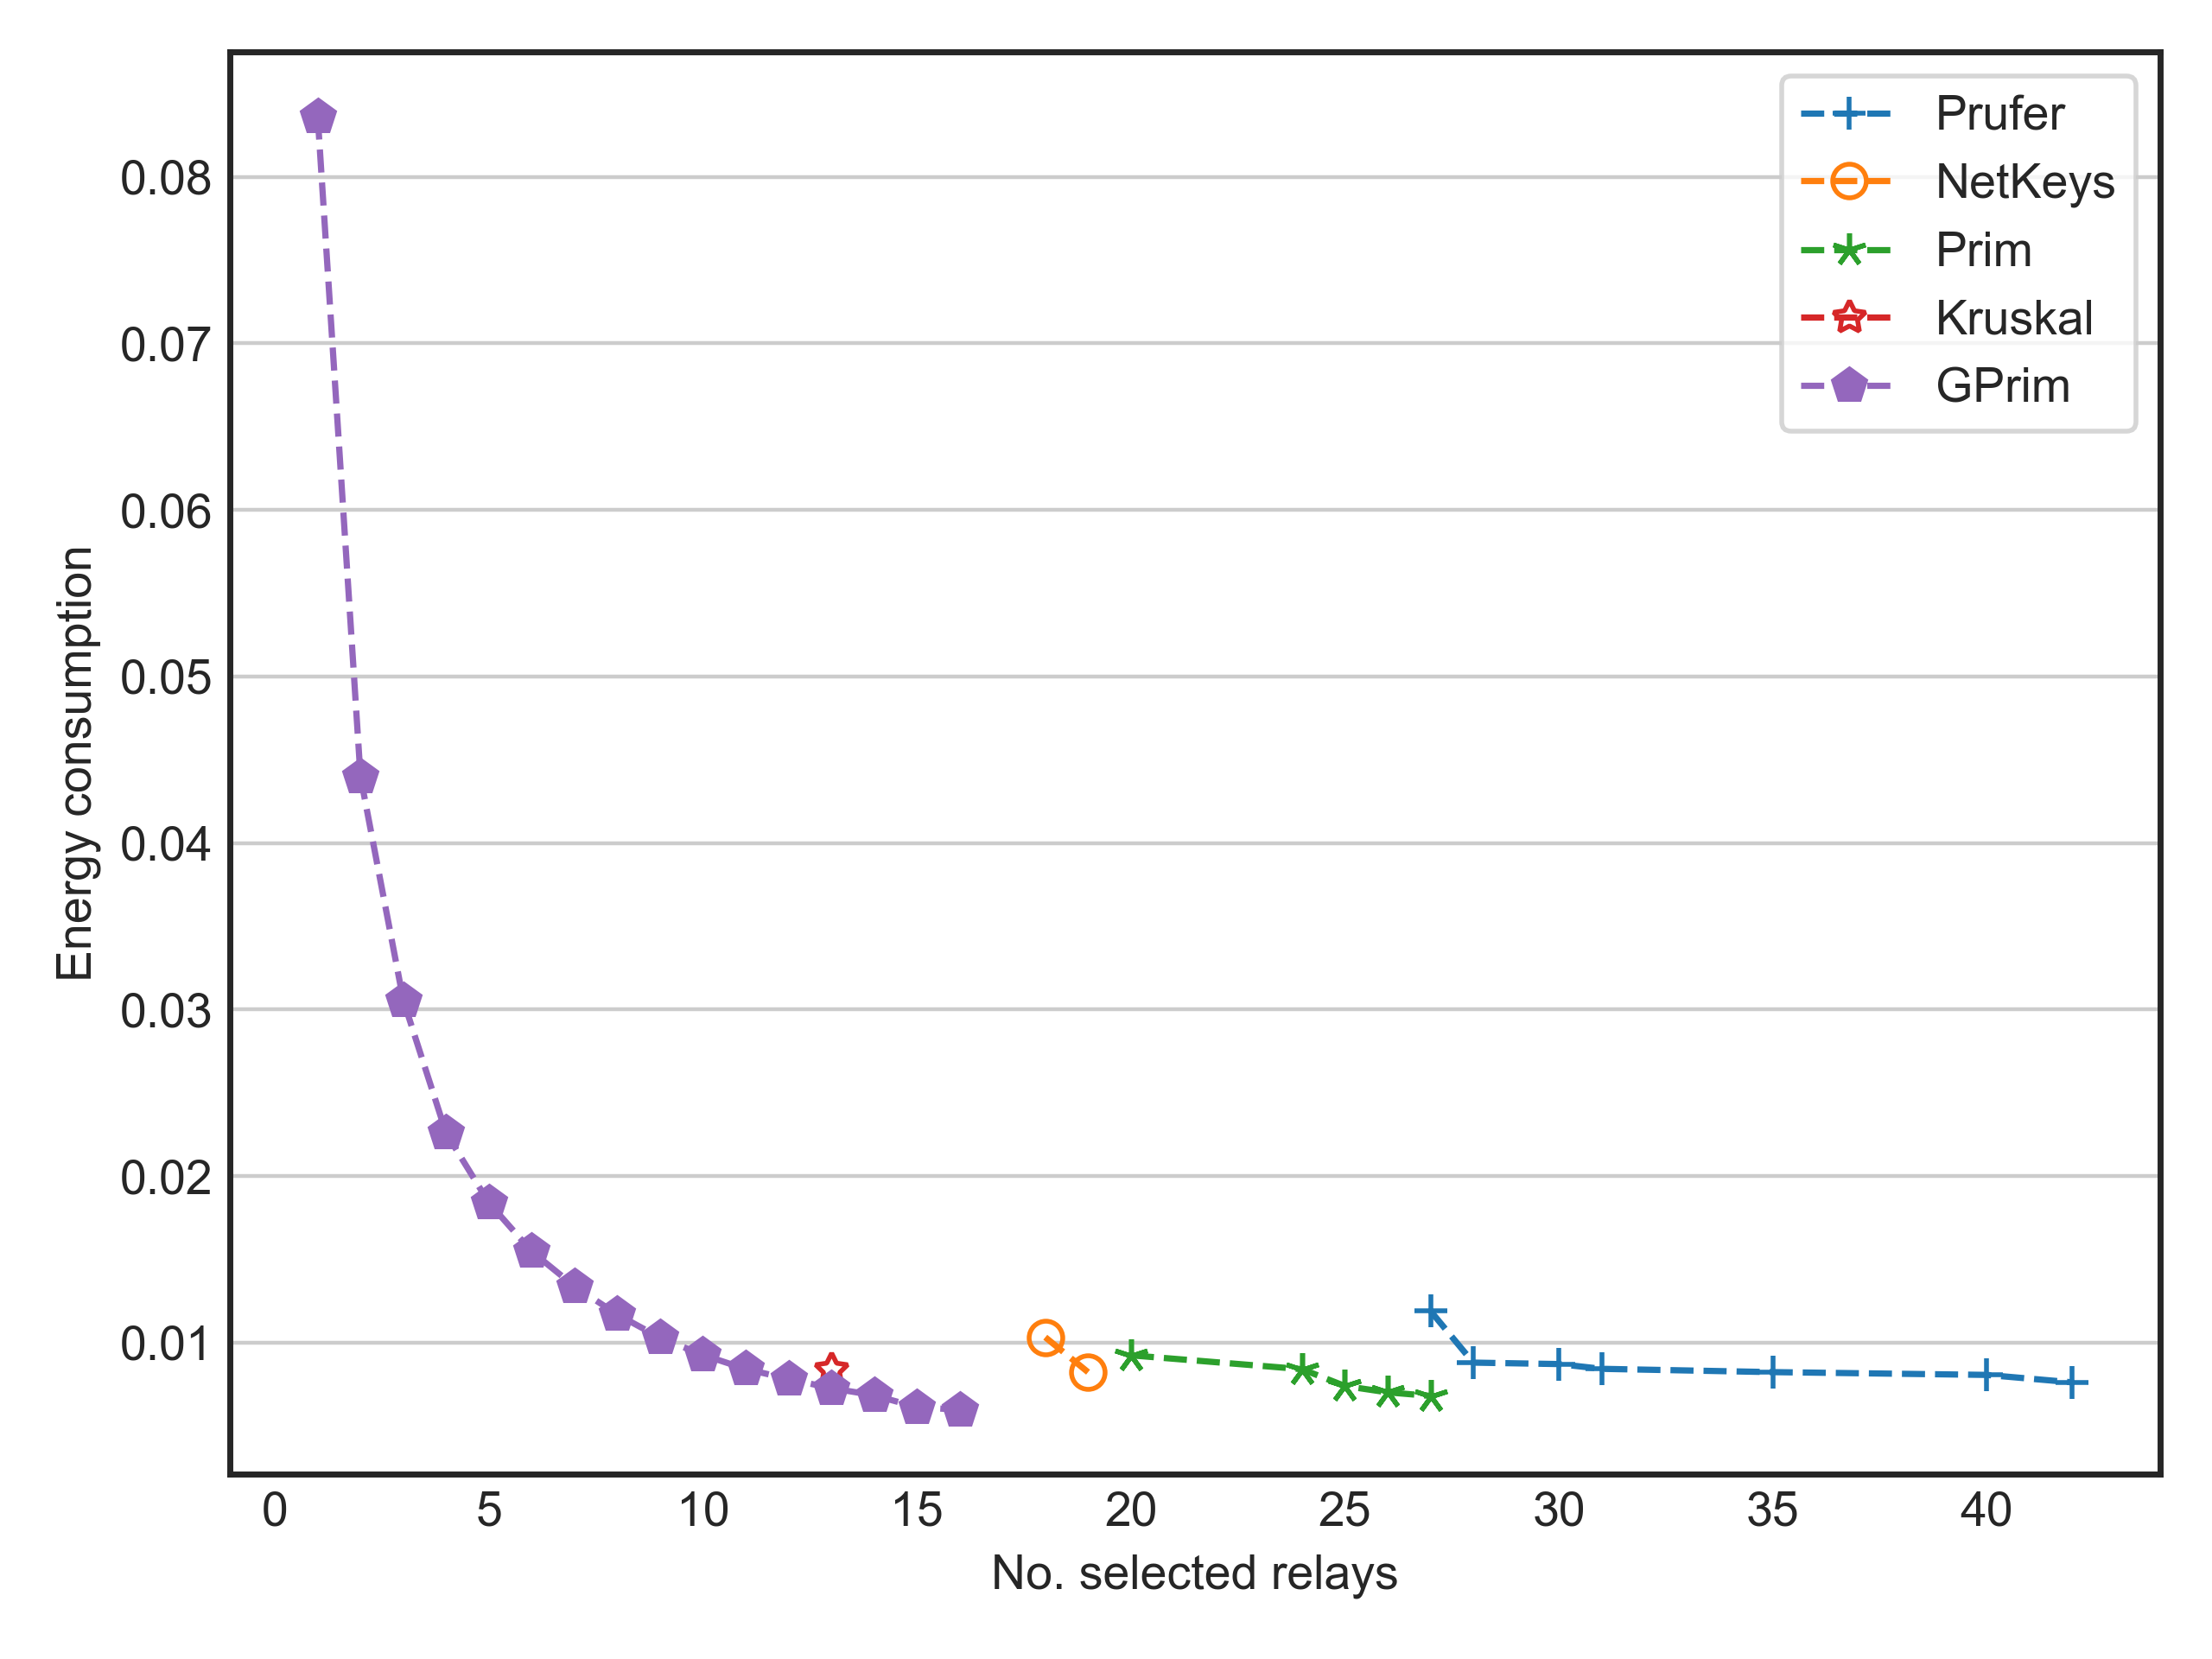 Prufer
NetKeys
Prim
Kruskal
GPrim
Energy consumption
0.08
0.07
0.06
0.05
0.04
0.03
0.02
0.01
0 5 10 15 20 25 30 35 40
No. selected relays